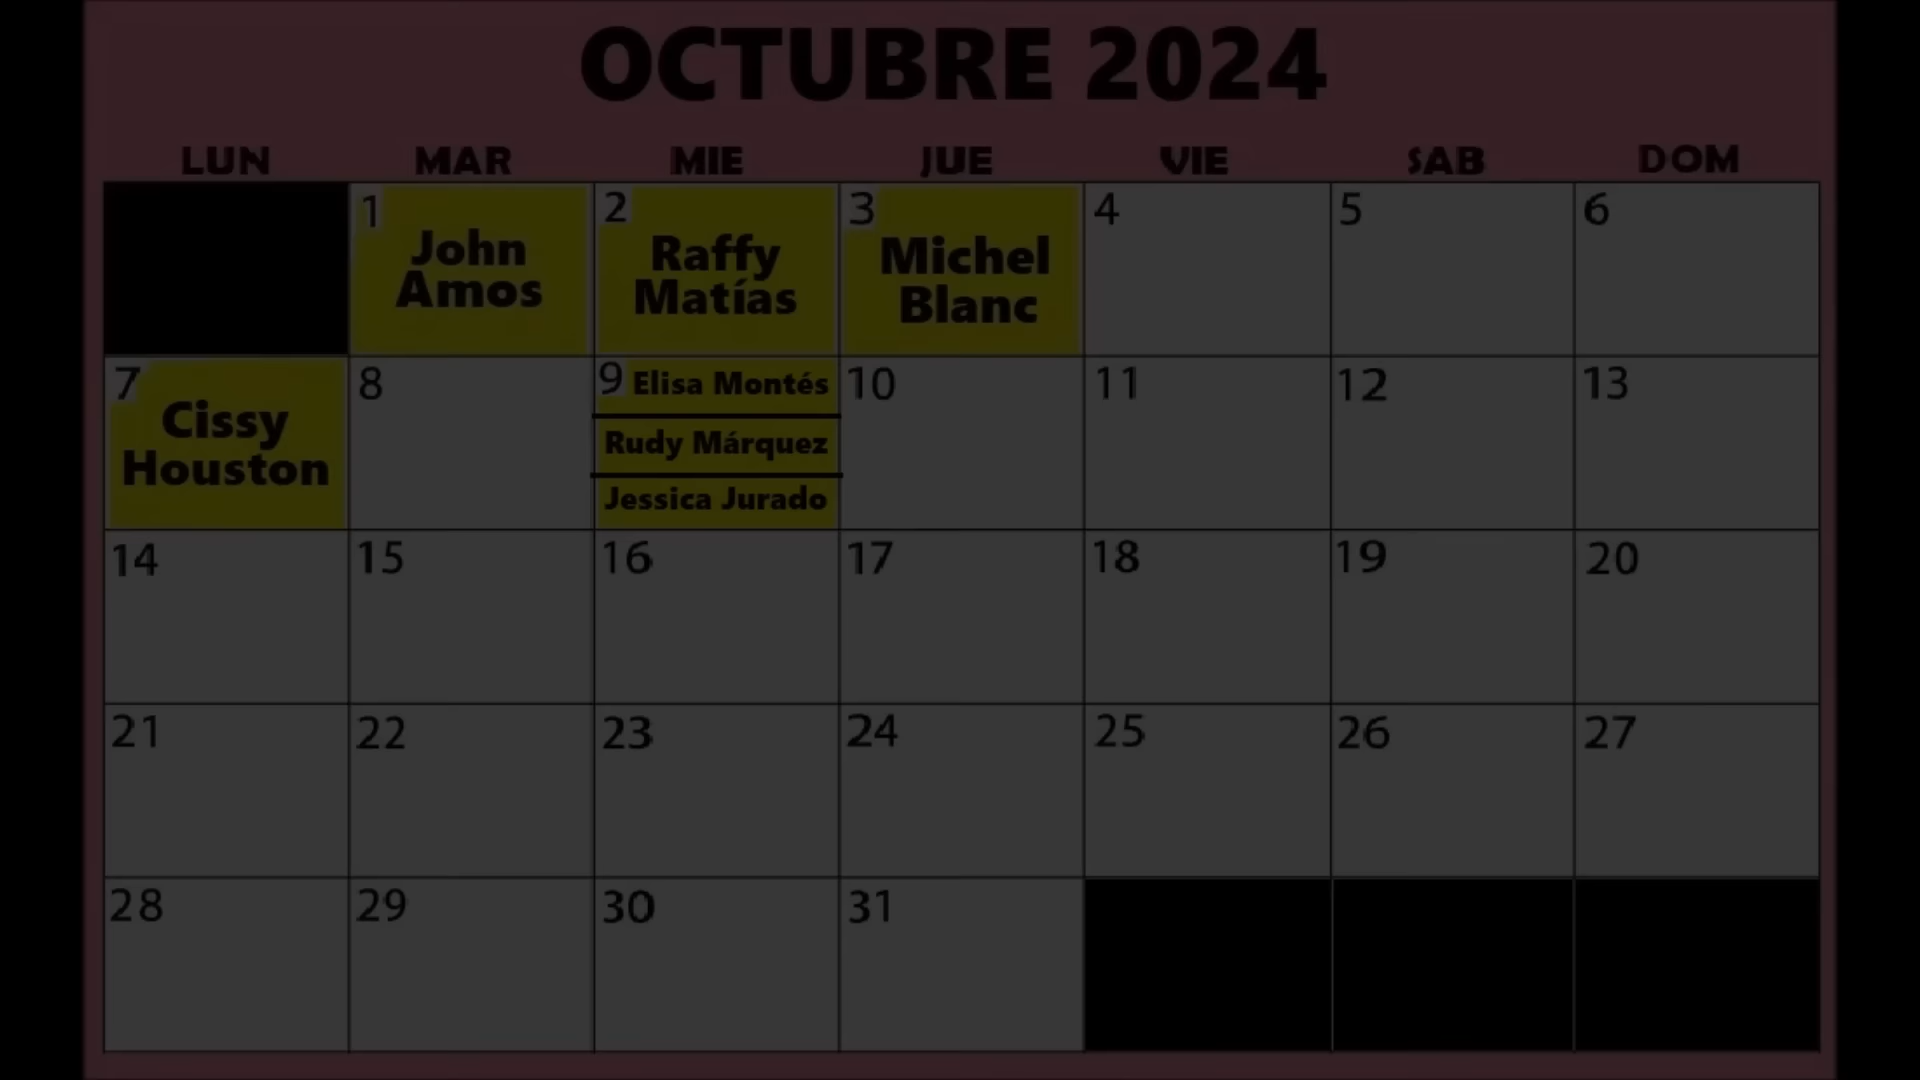 OCTUBRE 2024
LUN MAR MIE JUE VIE SAB DOM
1 2 3 4 5 6
John
Amos
Raffy
Matías
Michel
Blanc
7 8 9 Elisa Montés 10 11 12 13
Cissy
Houston
Rudy Márquez
Jessica Jurado
14 15 16 17 18 19 20
21 22 23 24 25 26 27
28 29 30 31